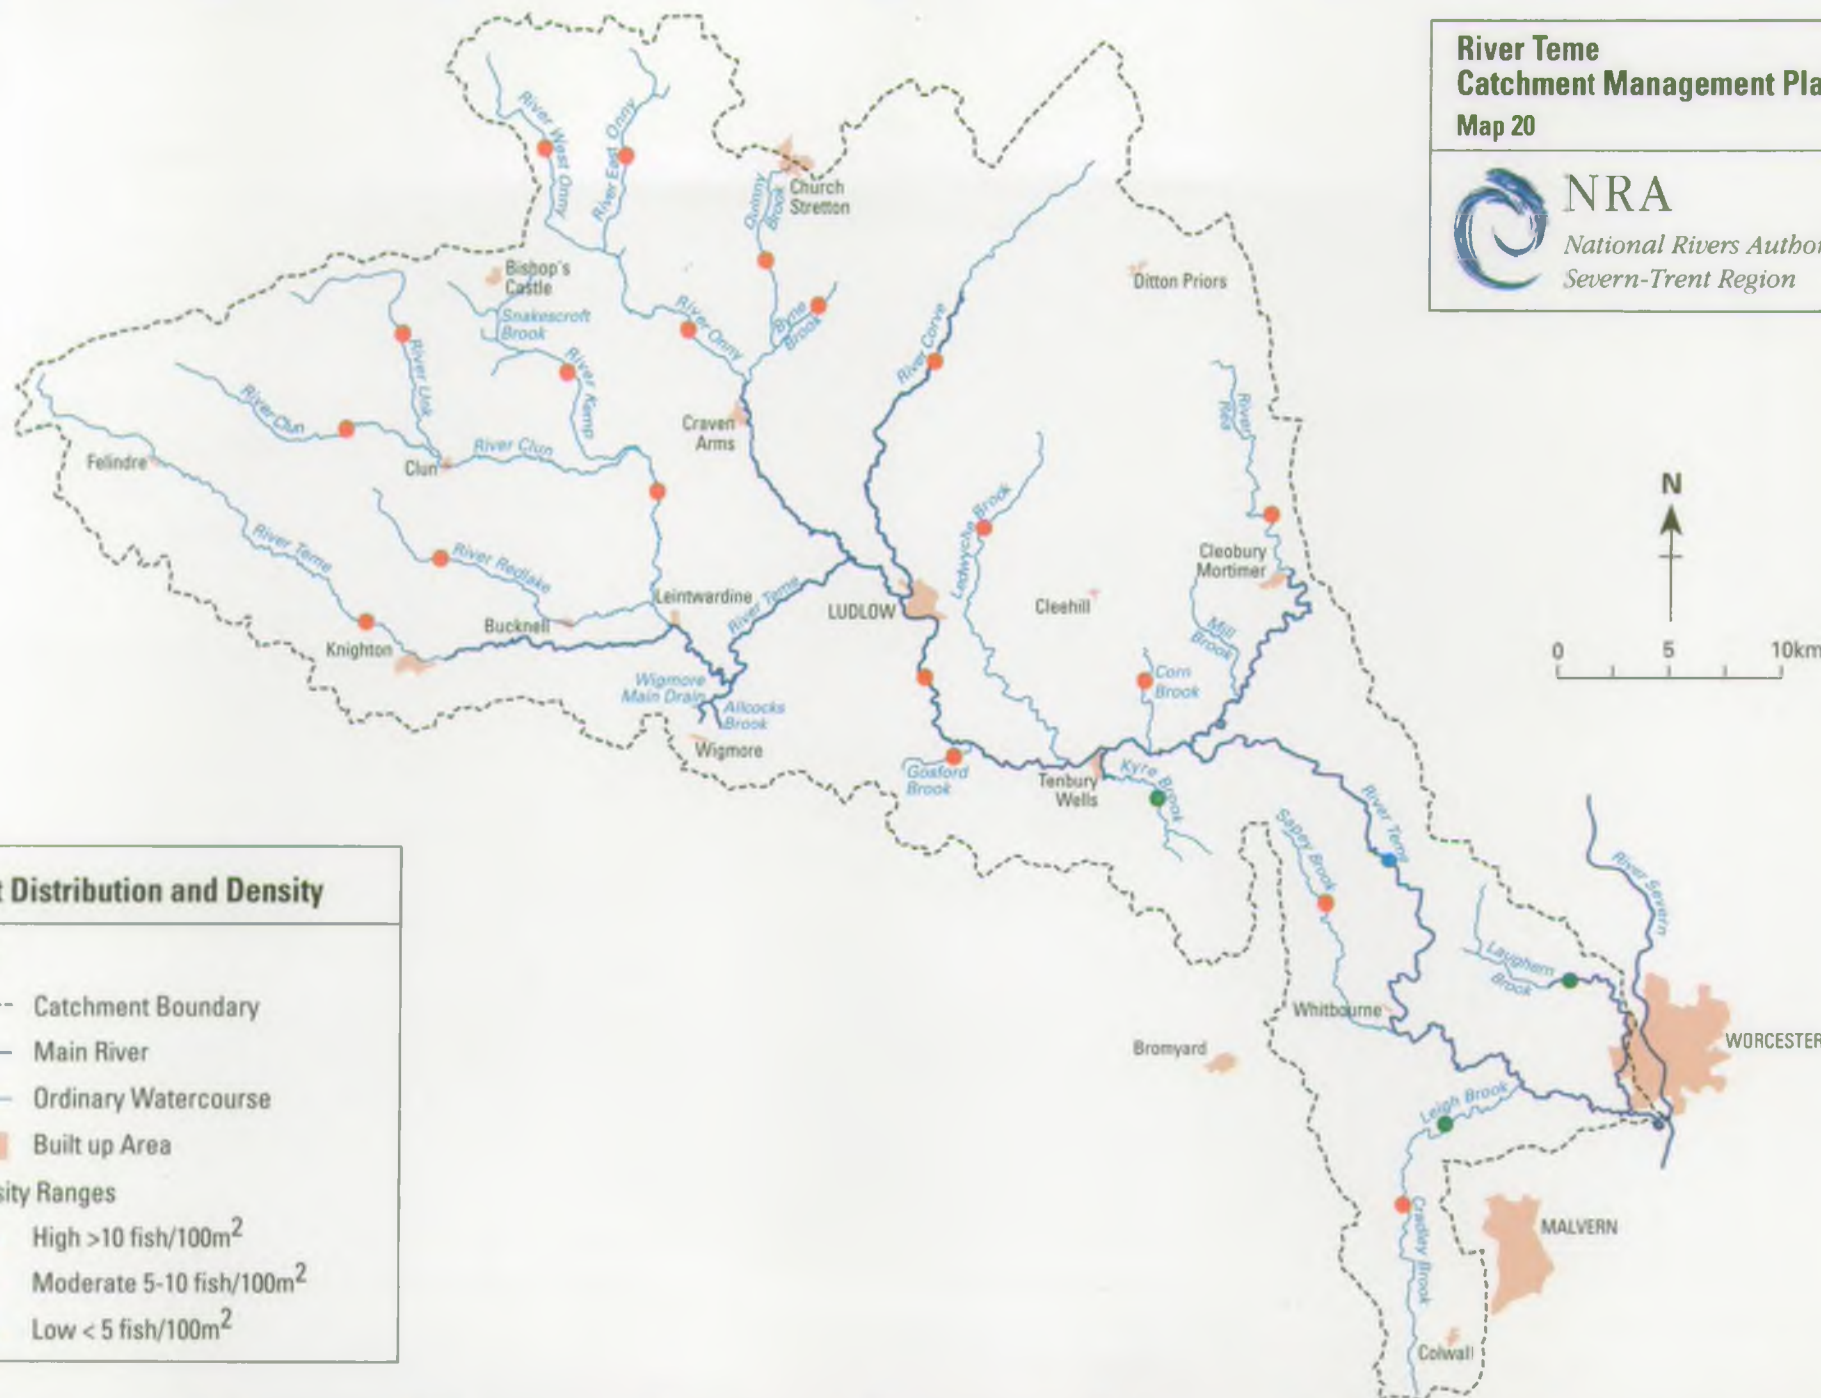 River Teme
Catchment Management Pla
Map 20
NRA
National Rivers Author
Severn-Trent Region
River West Onny
River East Onny
Quinny
Brook
Church
Stretton
Bishop's
Castle
Snakescroft
Brook
River Onny
Byne
Brook
River Corve
Ditton Priors
River Unk
River Kemp
River
Rea
River Clun
River Clun
Clun
Craven
Arms
Felindre
River Teme
River Redlake
Ledwyche Brook
Cleobury
Mortimer
N
Leintwardine
River Teme
LUDLOW
Cleehill
Bucknell
Knighton
Mill
Brook
0 5 10km
Wigmore
Main Drain
Allcocks
Brook
Corn
Brook
Wigmore
Gosford
Brook
Tenbury
Wells
Kyre Brook
River Teme
Sapey Brook
River Severn
t Distribution and Density
Catchment Boundary
Main River
Ordinary Watercourse
Built up Area
sity Ranges
High >10 fish/100m2
Moderate 5-10 fish/100m2
Low < 5 fish/100m2
Laughern
Brook
Whitbourne
Bromyard
WORCESTER
Leigh Brook
Cradley Brook
MALVERN
Colwall